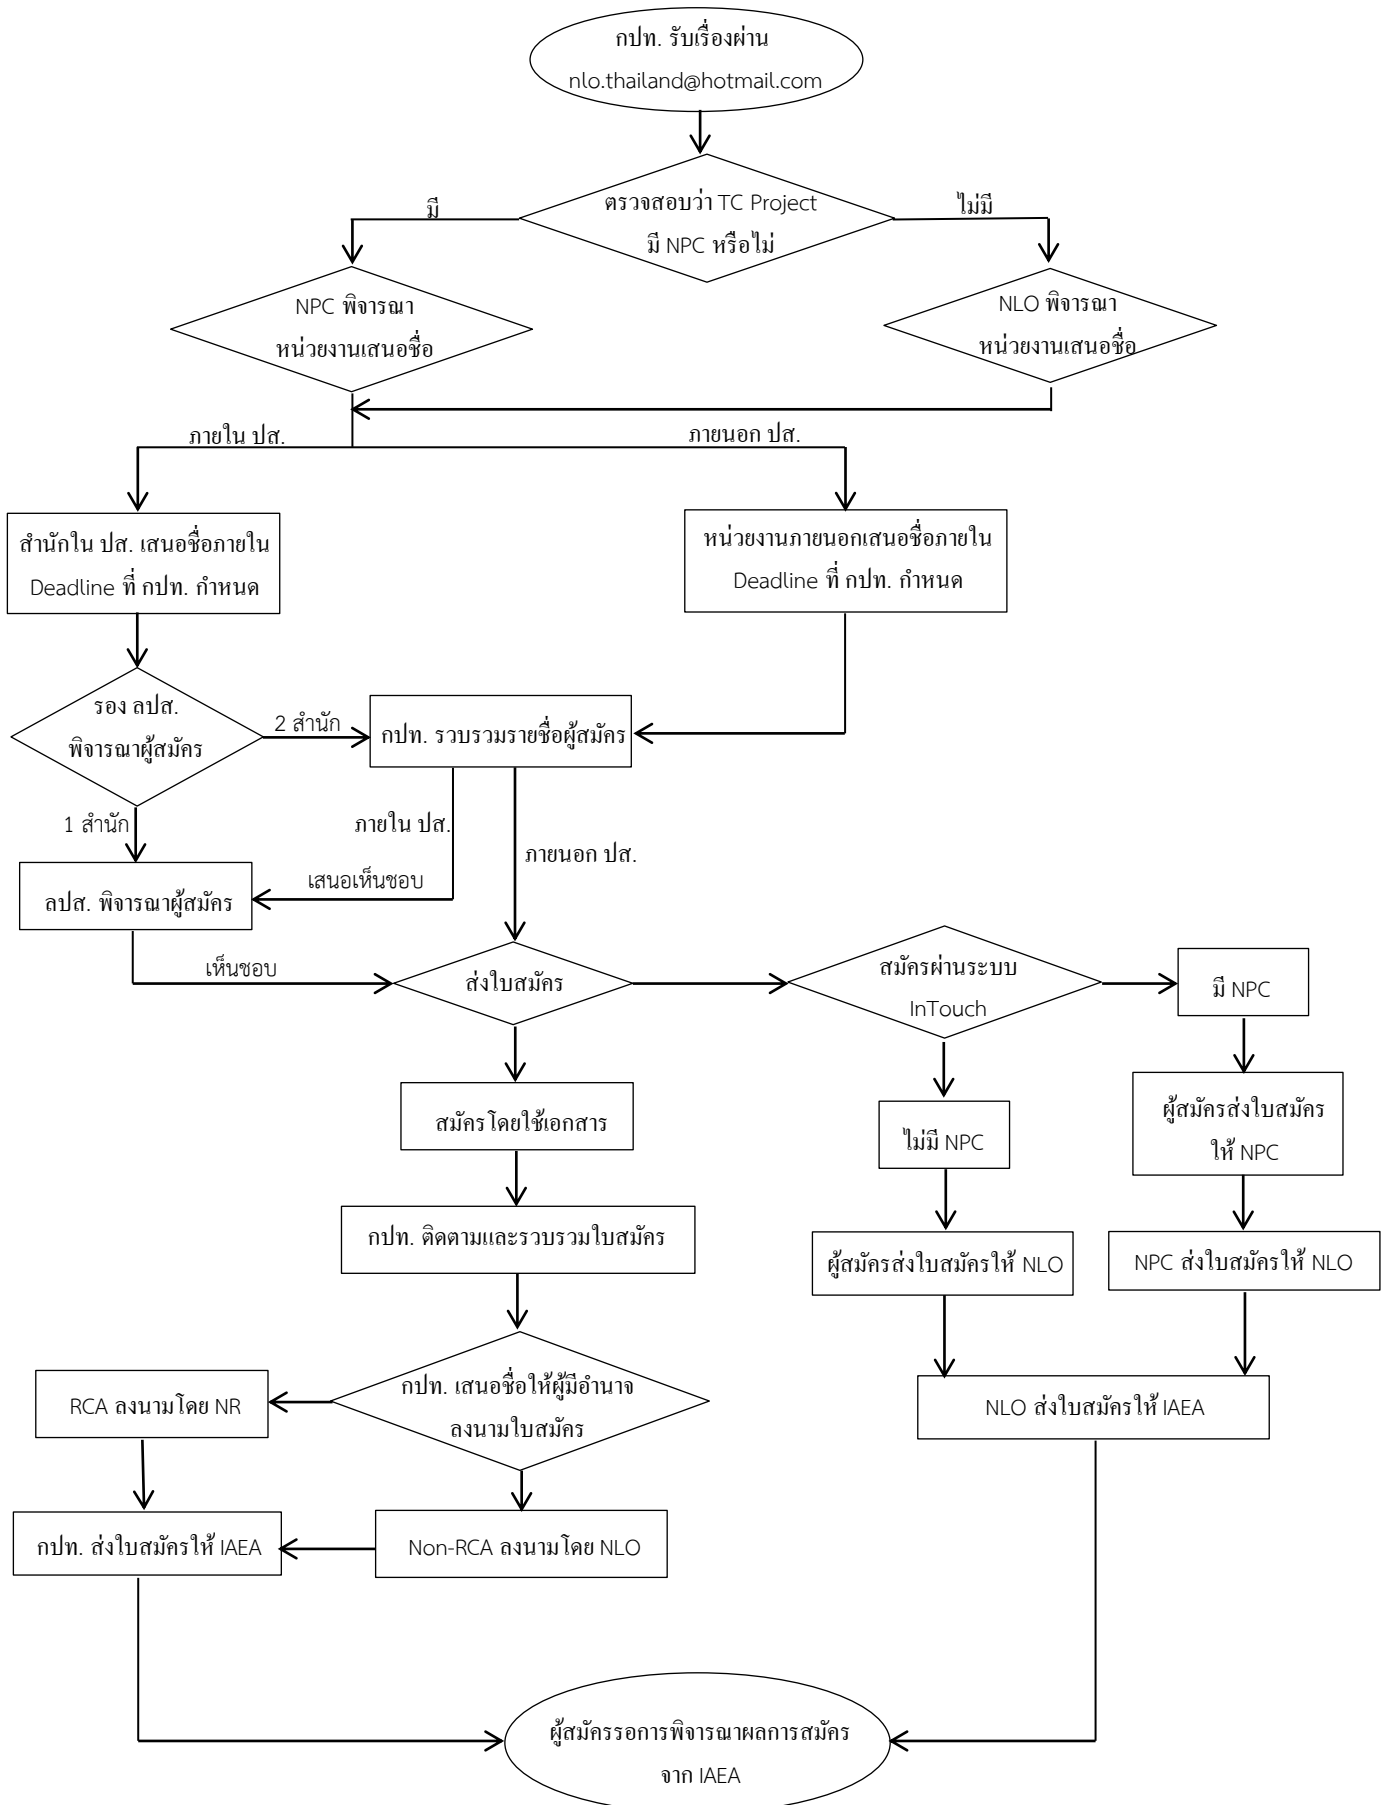 กปท. รับเรื่องผ่าน
nlo.thailand@hotmail.com
ตรวจสอบว่า TC Project
มี NPC หรือไม่
มี
ไม่มี
NPC พิจารณา
หน่วยงานเสนอชื่อ
NLO พิจารณา
หน่วยงานเสนอชื่อ
ภายใน ปส.
ภายนอก ปส.
สำนักใน ปส. เสนอชื่อภายใน
Deadline ที่ กปท. กำหนด
หน่วยงานภายนอกเสนอชื่อภายใน
Deadline ที่ กปท. กำหนด
รอง ลปส.
พิจารณาผู้สมัคร
2 สำนัก
กปท. รวบรวมรายชื่อผู้สมัคร
1 สำนัก
ภายใน ปส.
ภายนอก ปส.
ลปส. พิจารณาผู้สมัคร
เสนอเห็นชอบ
เห็นชอบ
ส่งใบสมัคร
สมัครผ่านระบบ
InTouch
มี NPC
สมัครโดยใช้เอกสาร
ไม่มี NPC
ผู้สมัครส่งใบสมัคร
ให้ NPC
กปท. ติดตามและรวบรวมใบสมัคร
ผู้สมัครส่งใบสมัครให้ NLO
NPC ส่งใบสมัครให้ NLO
กปท. เสนอชื่อให้ผู้มีอำนาจ
ลงนามใบสมัคร
RCA ลงนามโดย NR
NLO ส่งใบสมัครให้ IAEA
กปท. ส่งใบสมัครให้ IAEA
Non-RCA ลงนามโดย NLO
ผู้สมัครรอการพิจารณาผลการสมัคร
จาก IAEA